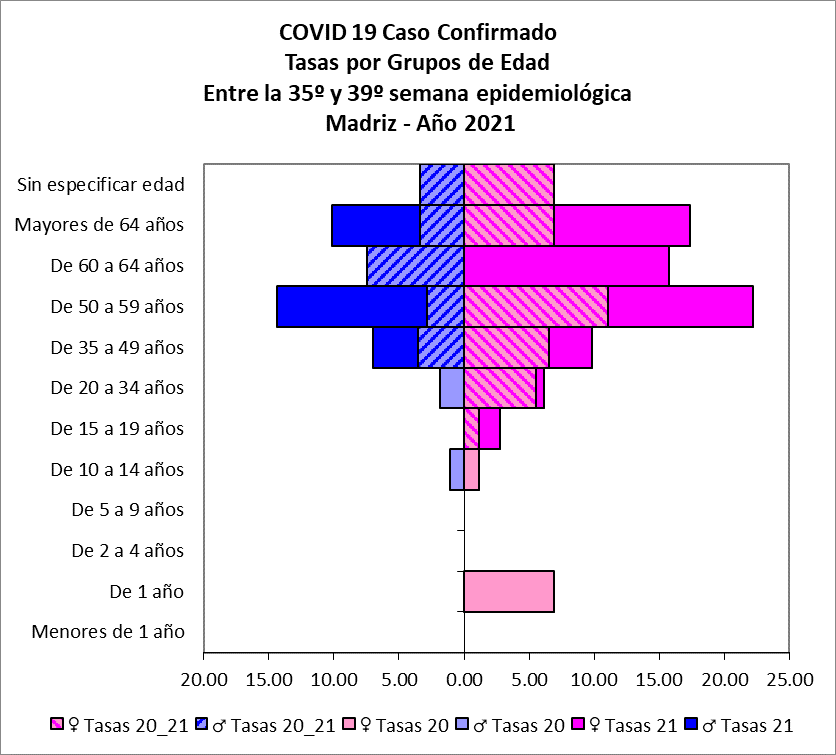 COVID 19 Caso Confirmado
Tasas por Grupos de Edad
Entre la 35º y 39º semana epidemiológica
Madriz - Año 2021
Sin especificar edad
Mayores de 64 años
De 60 a 64 años
De 50 a 59 años
De 35 a 49 años
De 20 a 34 años
De 15 a 19 años
De 10 a 14 años
De 5 a 9 años
De 2 a 4 años
De 1 año
Menores de 1 año
20.00 15.00 10.00 5.00 0.00 5.00 10.00 15.00 20.00 25.00
♀ Tasas 20_21 ♂ Tasas 20_21 ♀ Tasas 20 ♂ Tasas 20 ♀ Tasas 21 ♂ Tasas 21